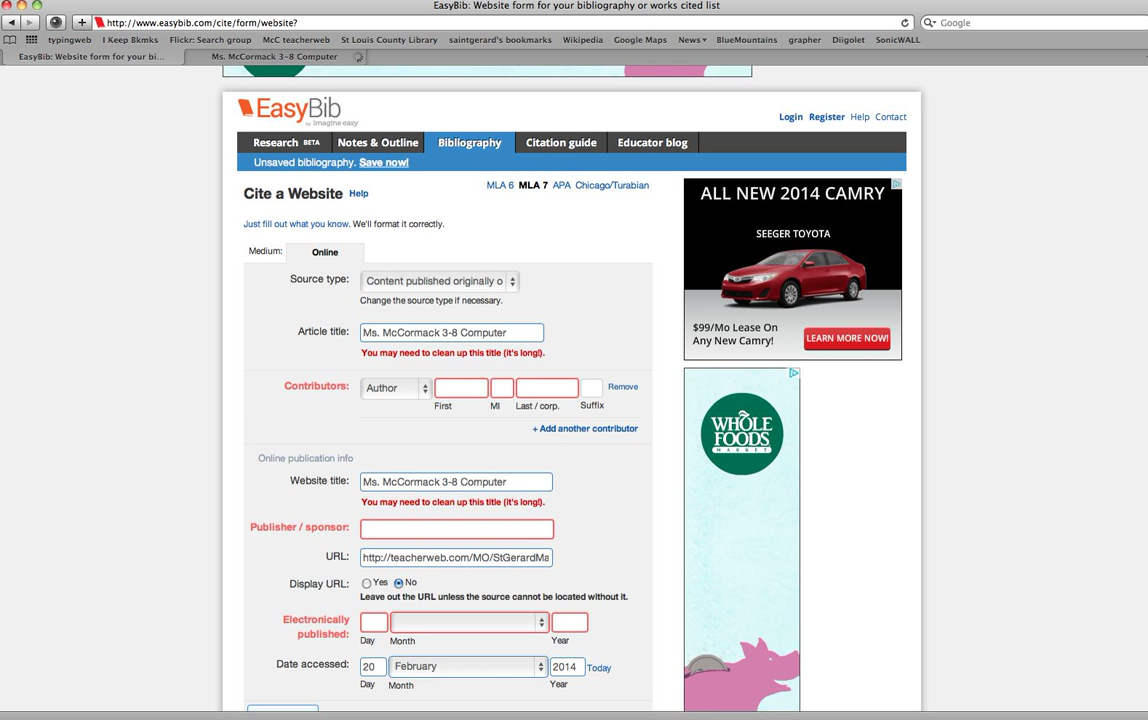 EasyBib: Website form for your bibliography or works cited list
http://www.easybib.com/cite/form/website?
Google
typingweb I Keep Bkmks Flickr: Search group McC teacherweb St Louis County Library saintgerard's bookmarks Wikipedia Google Maps News BlueMountains grapher Diigolet SonicWALL
EasyBib: Website form for your bi... Ms. McCormack 3-8 Computer
EasyBib
by imagine easy
Login Register Help Contact
Research BETA Notes & Outline Bibliography Citation guide Educator blog
Unsaved bibliography. Save now!
Cite a Website Help
MLA 6 MLA 7 APA Chicago/Turabian
Just fill out what you know. We'll format it correctly.
Medium: Online
Source type: Content published originally o
Change the source type if necessary.
Article title: Ms. McCormack 3-8 Computer
You may need to clean up this title (it's long!).
Contributors: Author Remove
First MI Last / corp. Suffix
+ Add another contributor
Online publication info
Website title: Ms. McCormack 3-8 Computer
You may need to clean up this title (it's long!).
Publisher / sponsor:
URL: http://teacherweb.com/MO/StGerardMa
Display URL: Yes No
Leave out the URL unless the source cannot be located without it.
Electronically
published:
Day Month Year
Date accessed: 20 February 2014 Today
Day Month Year
ALL NEW 2014 CAMRY
SEEGER TOYOTA
$99/Mo Lease On
Any New Camry!
LEARN MORE NOW!
WHOLE
FOODS
MARKET